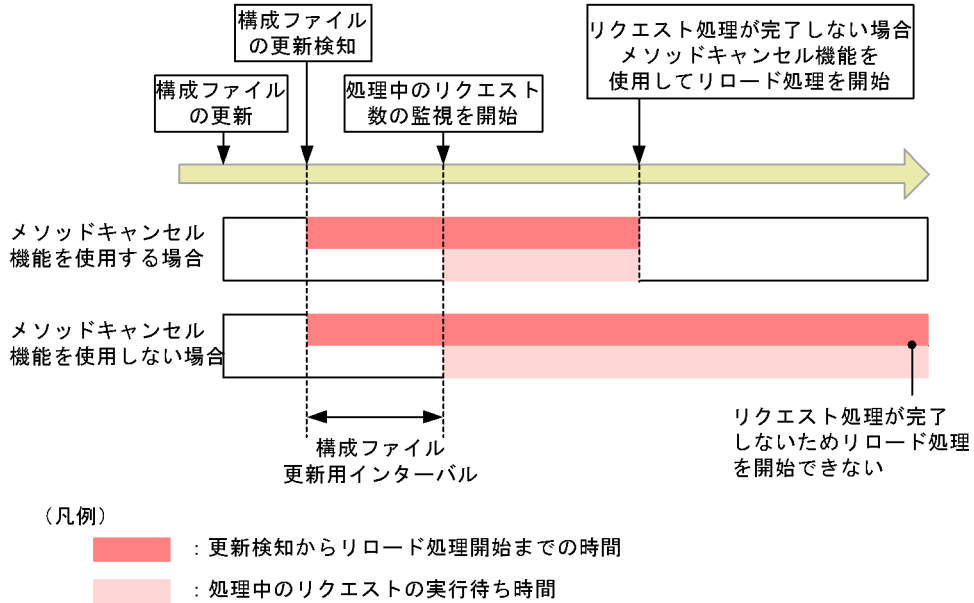 構成ファイル
の更新検知
リクエスト処理が完了しない場合
メソッドキャンセル機能を
使用してリロード処理を開始
構成ファイル
の更新
処理中のリクエスト
数の監視を開始
メソッドキャンセル
機能を使用する場合
メソッドキャンセル
機能を使用しない場合
構成ファイル
更新用インターバル
リクエスト処理が完了
しないためリロード処理
を開始できない
（凡例）
：更新検知からリロード処理開始までの時間
：処理中のリクエストの実行待ち時間